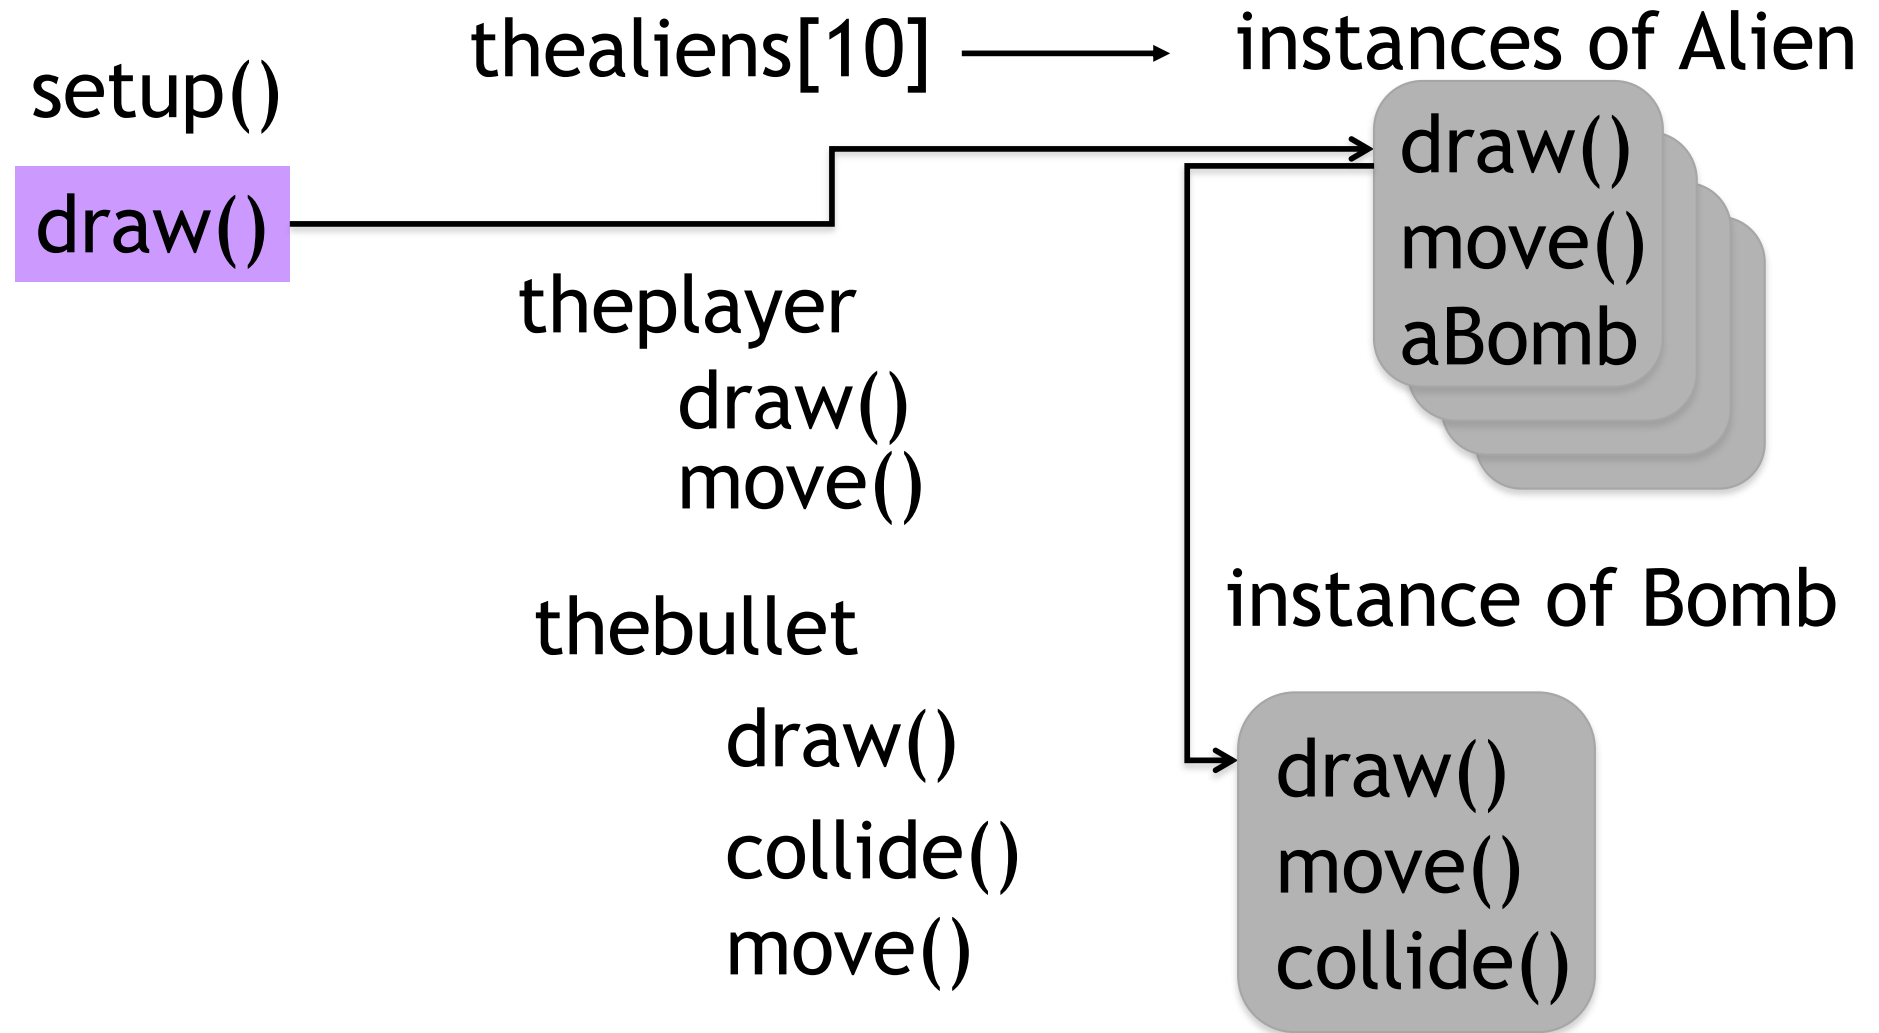 setup()
draw()
thealiens[10]
theplayer
draw()
move()
thebullet
draw()
collide()
move()
instances of Alien
draw()
move()
aBomb
instance of Bomb
draw()
move()
collide()